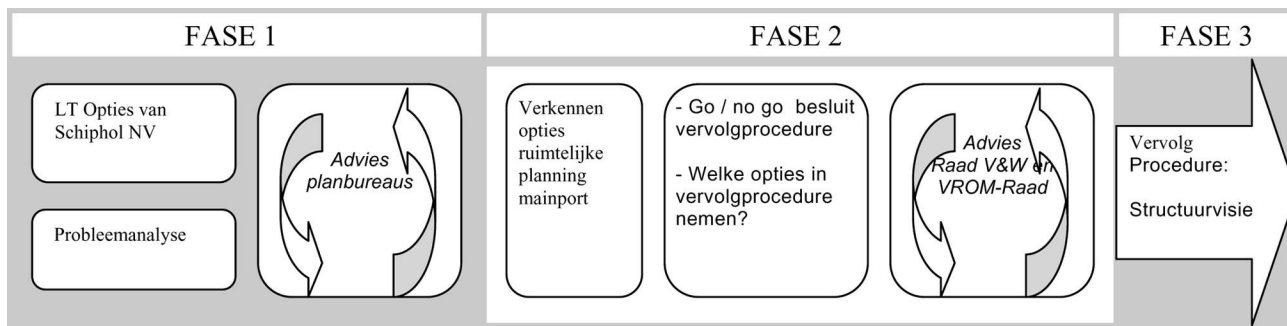 FASE 1
LT Opties van
Schiphol NV
Probleemanalyse
Advies
planbureaus
FASE 2
Verkennen
opties
ruimtelijke
planning
mainport
- Go / no go besluit
vervolgprocedure
- Welke opties in
vervolgprocedure
nemen?
Advies
Raad V&W en
VROM-Raad
FASE 3
Vervolg
Procedure:
Structuurvisie